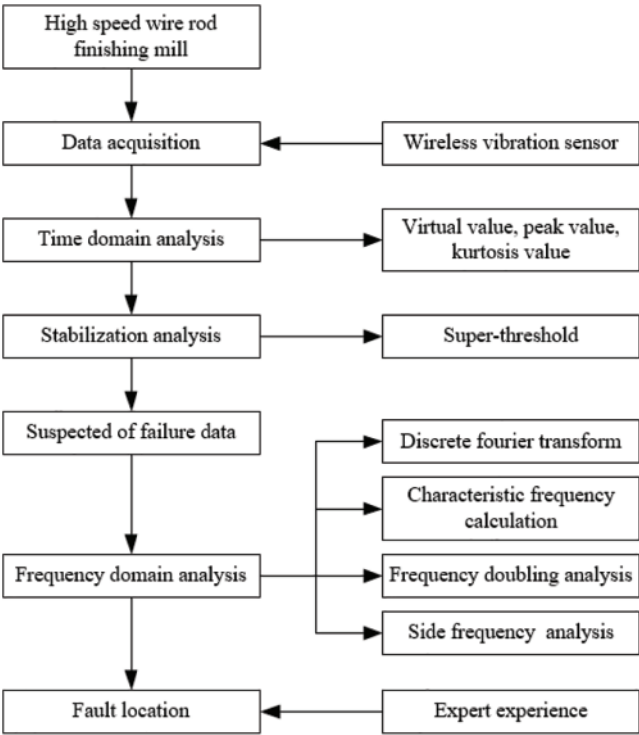 High speed wire rod
finishing mill
Data acquisition
Wireless vibration sensor
Time domain analysis
Virtual value, peak value,
kurtosis value
Stabilization analysis
Super-threshold
Suspected of failure data
Discrete fourier transform
Characteristic frequency
calculation
Frequency domain analysis
Frequency doubling analysis
Side frequency analysis
Fault location
Expert experience